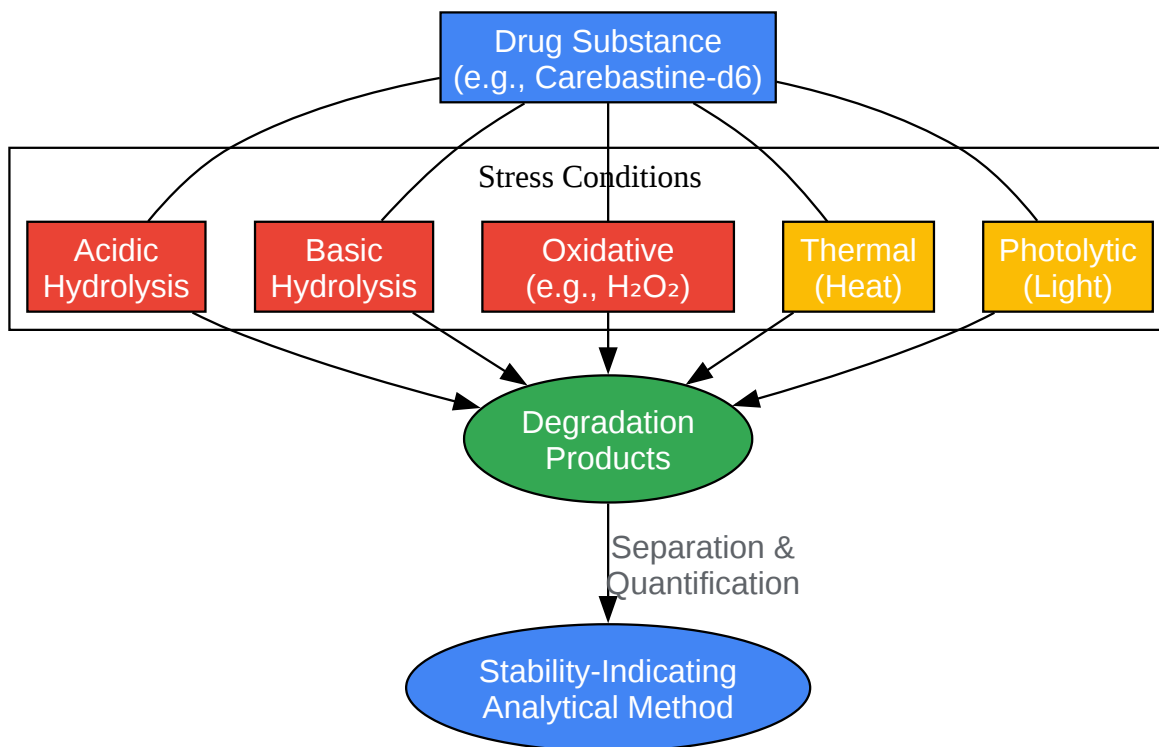 Drug Substance
(e.g., Carebastine-d6)
Stress Conditions
Acidic
Hydrolysis
Basic
Hydrolysis
Oxidative
(e.g., H₂O₂)
Thermal
(Heat)
Photolytic
(Light)
Degradation
Products
Separation &
Quantification
Stability-Indicating
Analytical Method